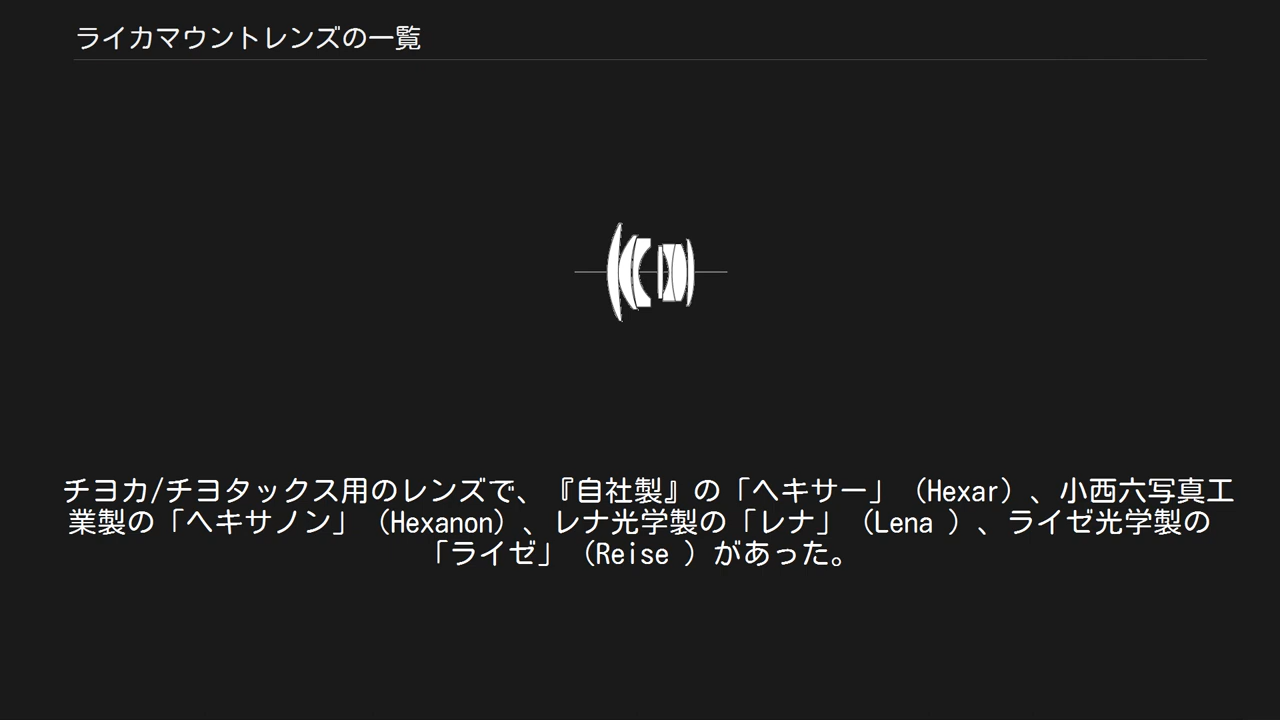 ライカマウントレンズの一覧
チヨカ/チヨタックス用のレンズで、『自社製』の「ヘキサー」（Hexar）、小西六写真工
業製の「ヘキサノン」（Hexanon）、レナ光学製の「レナ」（Lena ）、ライゼ光学製の
「ライゼ」（Reise ）があった。